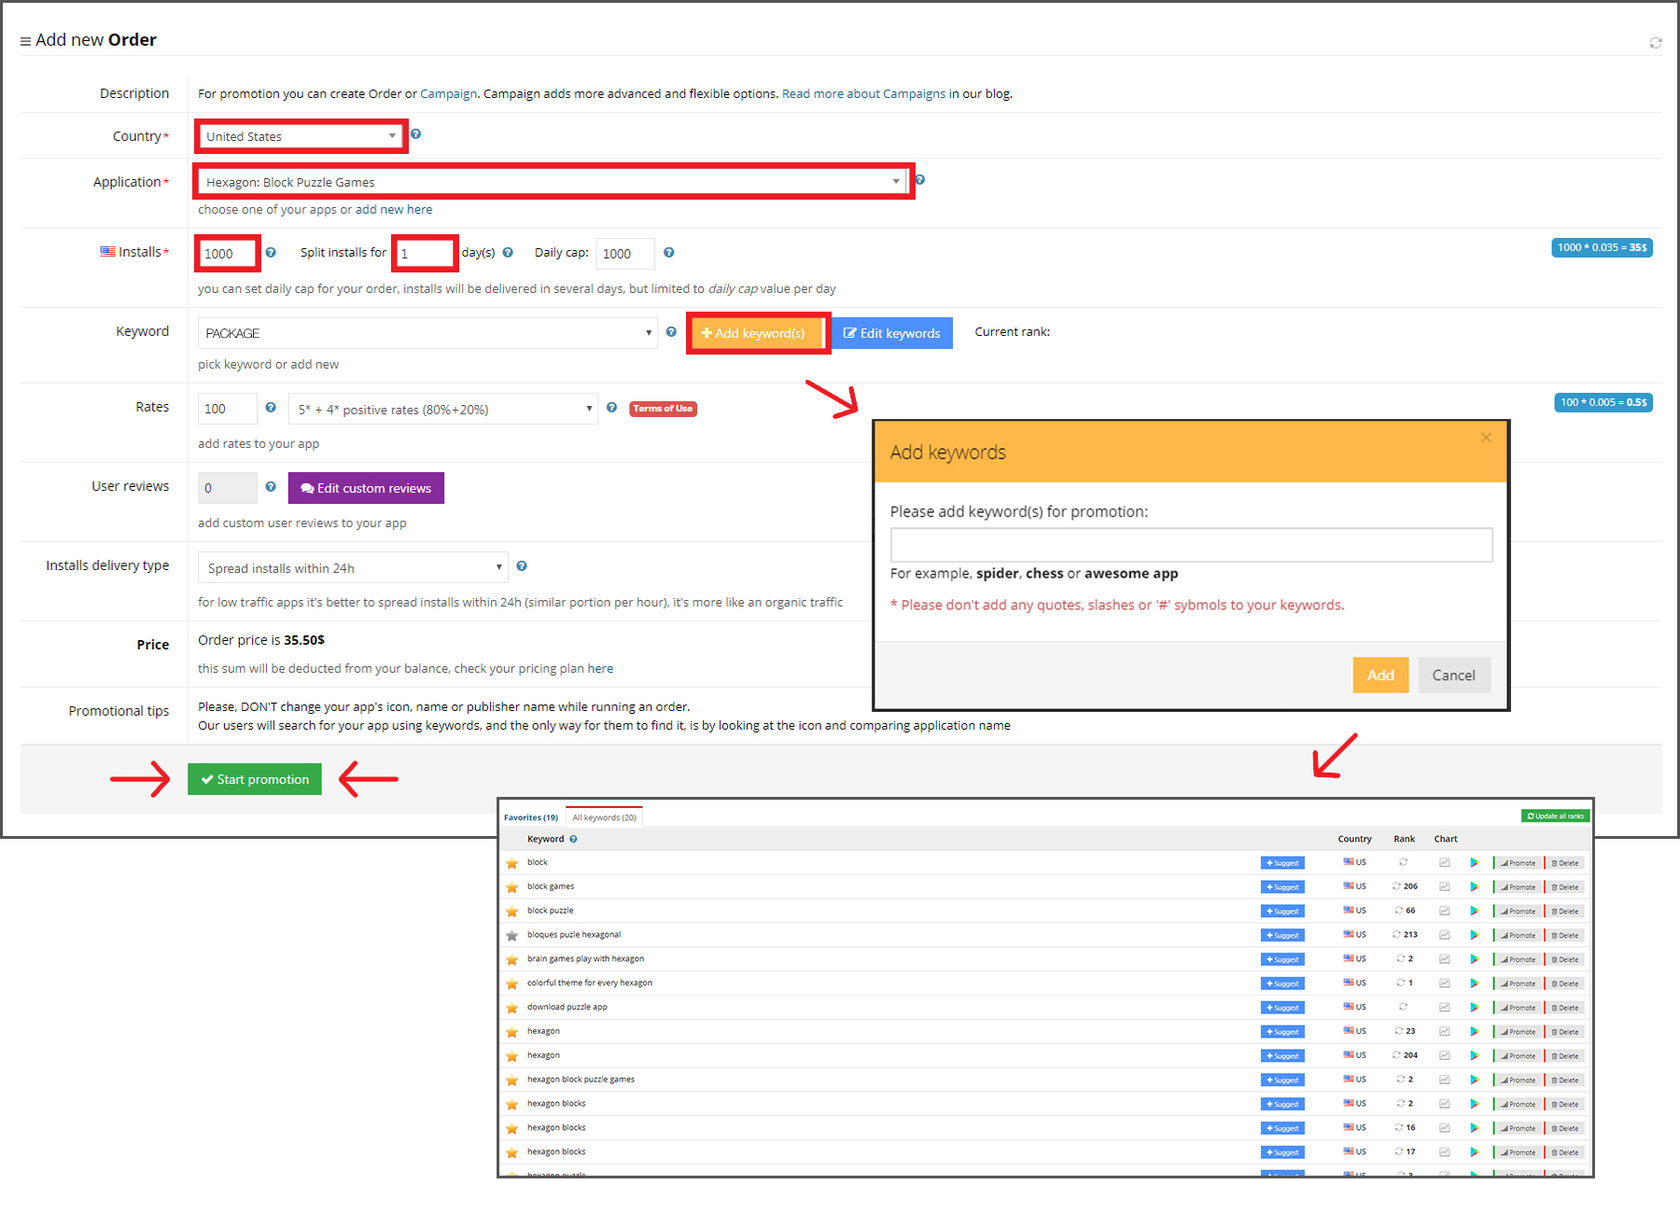 Add new Order
Description
For promotion you can create Order or Campaign. Campaign adds more advanced and flexible options. Read more about Campaigns in our blog.
Country*
United States
Application*
Hexagon: Block Puzzle Games
choose one of your apps or add new here
Installs*
1000 Split installs for 1 day(s) Daily cap: 1000
1000 * 0.035 = 35$
you can set daily cap for your order, installs will be delivered in several days, but limited to daily cap value per day
Keyword
PACKAGE
+ Add keyword(s) Edit keywords Current rank:
pick keyword or add new
Rates
100 5* + 4* positive rates (80%+20%) Terms of Use
100 * 0.005 = 0.5$
add rates to your app
User reviews
0 Edit custom reviews
add custom user reviews to your app
Installs delivery type
Spread installs within 24h
for low traffic apps it's better to spread installs within 24h (similar portion per hour), it's more like an organic traffic
Price
Order price is 35.50$
this sum will be deducted from your balance, check your pricing plan here
Promotional tips
Please, DON'T change your app's icon, name or publisher name while running an order.
Our users will search for your app using keywords, and the only way for them to find it, is by looking at the icon and comparing application name
Start promotion
Add keywords
×
Please add keyword(s) for promotion:
For example, spider, chess or awesome app
* Please don't add any quotes, slashes or '#' sybmols to your keywords.
Add Cancel
Favorites (19) All keywords (20) Update all ranks
Keyword Country Rank Chart
block + Suggest US Promote Delete
block games + Suggest US 206 Promote Delete
block puzzle + Suggest US 66 Promote Delete
bloques puzle hexagonal + Suggest US 213 Promote Delete
brain games play with hexagon + Suggest US 2 Promote Delete
colorful theme for every hexagon + Suggest US 1 Promote Delete
download puzzle app + Suggest US Promote Delete
hexagon + Suggest US 23 Promote Delete
hexagon + Suggest US 204 Promote Delete
hexagon block puzzle games + Suggest US 2 Promote Delete
hexagon blocks + Suggest US 2 Promote Delete
hexagon blocks + Suggest US 16 Promote Delete
hexagon blocks + Suggest US 17 Promote Delete